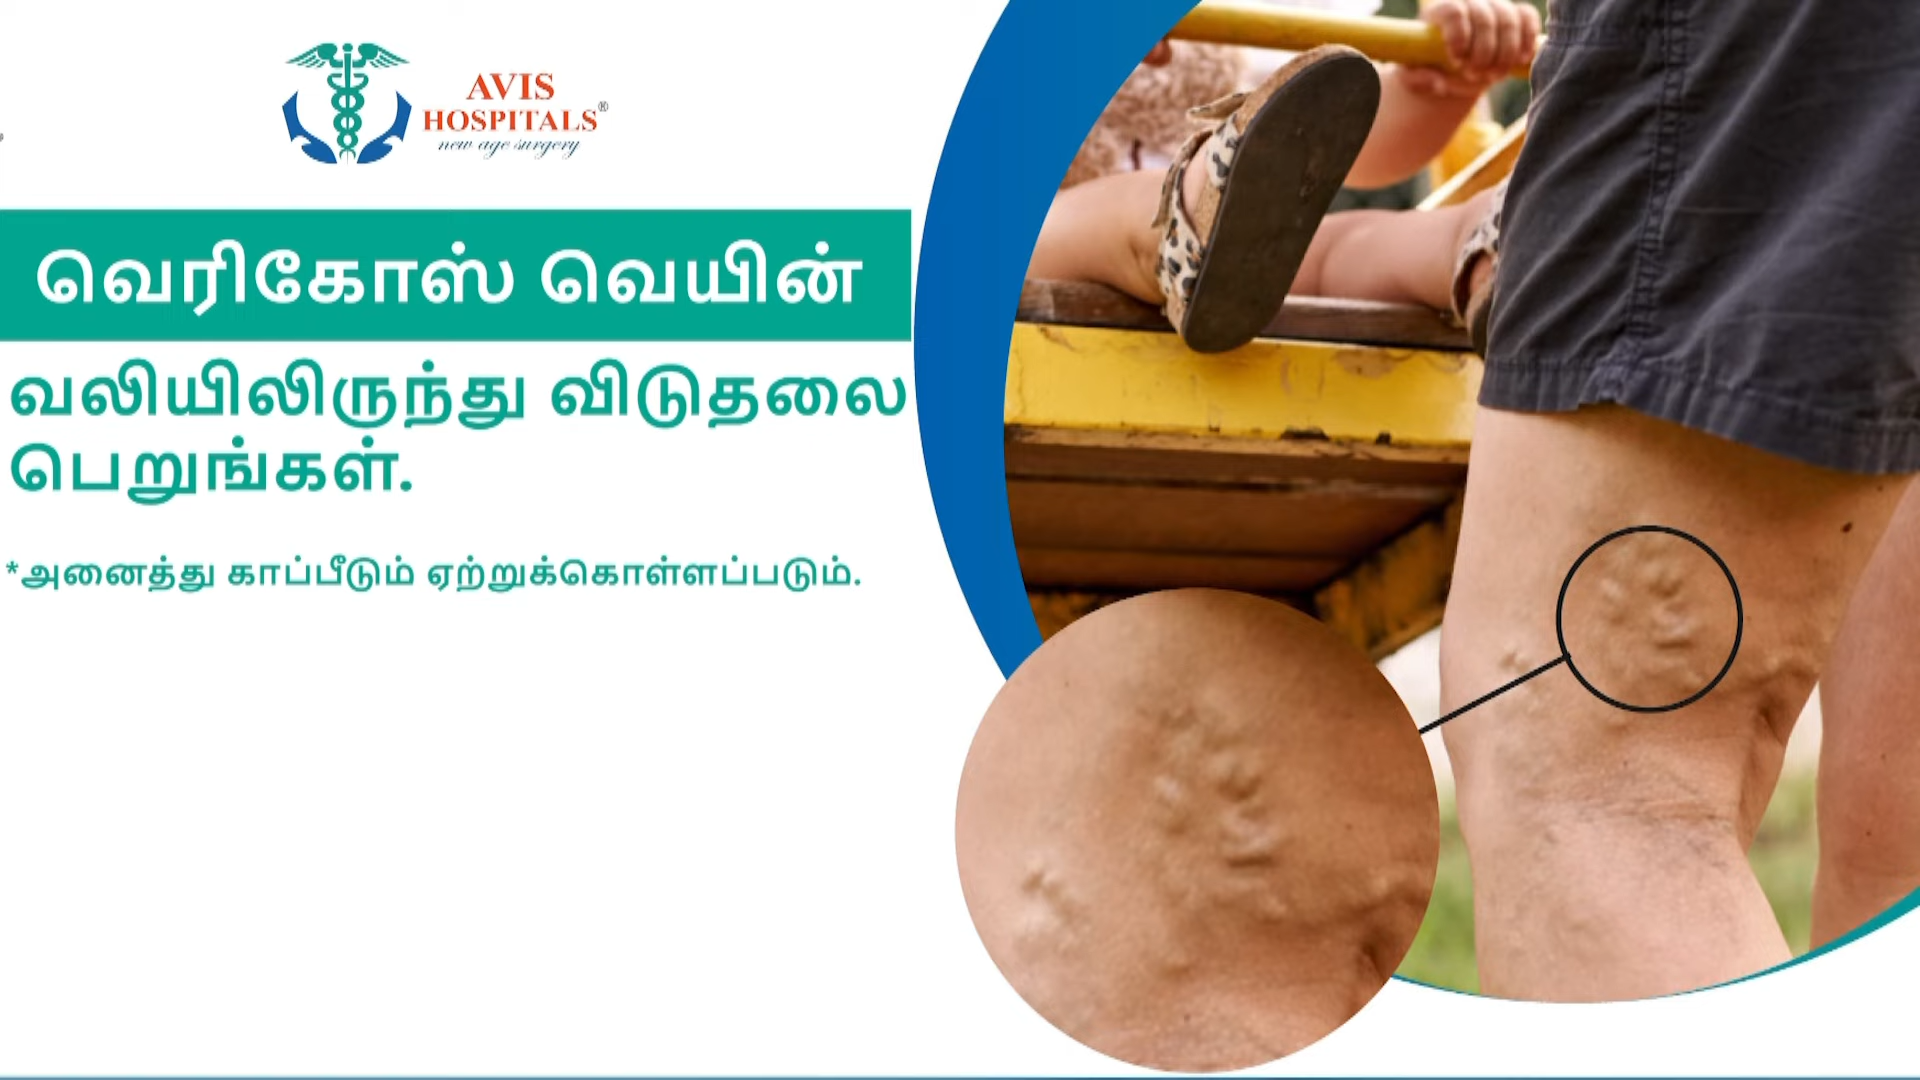 AVIS
HOSPITALS®
new age surgery
வெரிகோஸ் வெயின்
வலியிலிருந்து விடுதலை
பெறுங்கள்.
*அனைத்து காப்பீடும் ஏற்றுக்கொள்ளப்படும்.